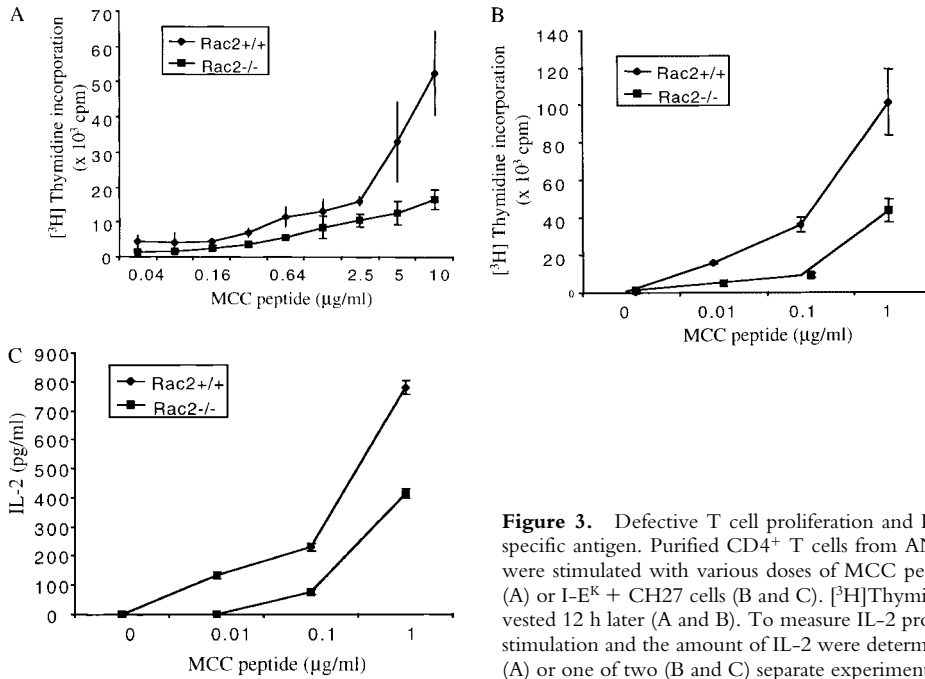 A
70
60
50
40
30
20
10
0
[³H] Thymidine incorporation
(x 10³ cpm)
Rac2+/+
Rac2-/-
0.04 0.16 0.64 2.5 5 10
MCC peptide (μg/ml)
B
140
120
100
80
60
40
20
0
[³H] Thymidine incorporation
(x 10³ cpm)
Rac2+/+
Rac2-/-
0 0.01 0.1 1
MCC peptide (μg/ml)
C
900
800
700
600
500
400
300
200
100
0
IL-2 (pg/ml)
Rac2+/+
Rac2-/-
0 0.01 0.1 1
MCC peptide (μg/ml)
Figure 3. Defective T cell proliferation and I
specific antigen. Purified CD4⁺ T cells from AN
were stimulated with various doses of MCC pe
(A) or I-Eᴷ + CH27 cells (B and C). [³H]Thymi
vested 12 h later (A and B). To measure IL-2 pro
stimulation and the amount of IL-2 were determ
(A) or one of two (B and C) separate experiment